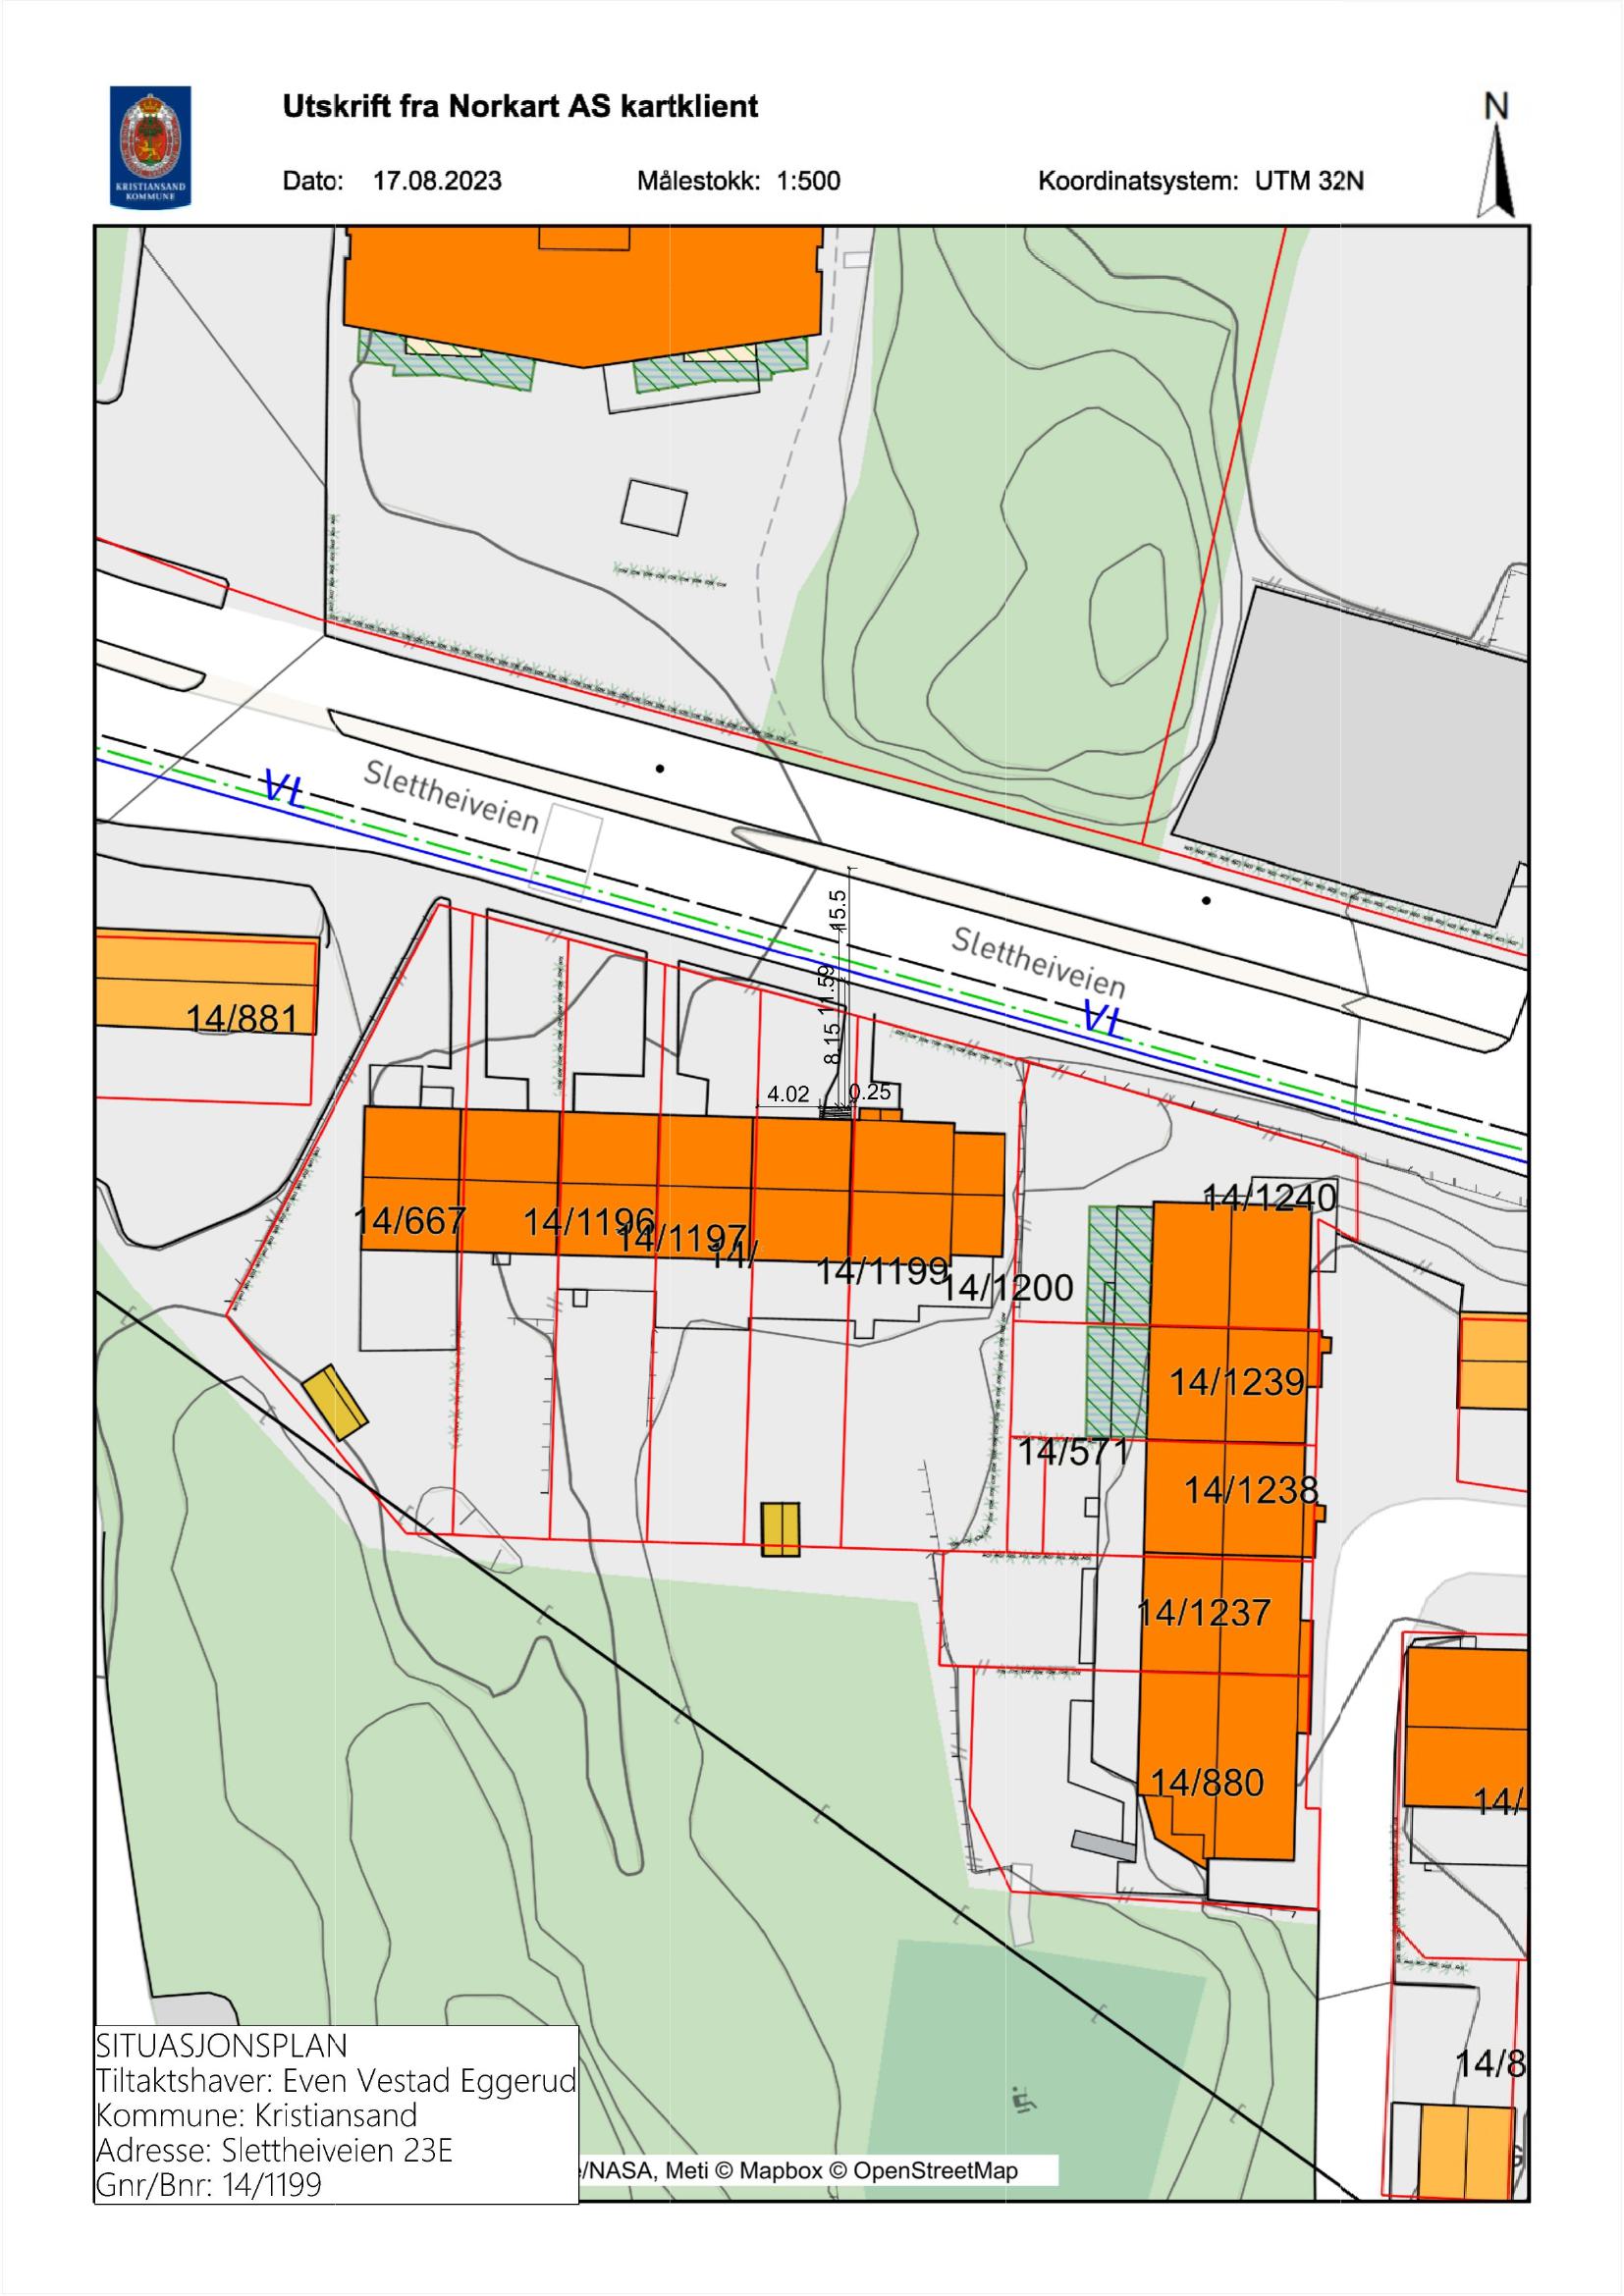 Utskrift fra Norkart AS kartklient
N
Dato: 17.08.2023 Målestokk: 1:500 Koordinatsystem: UTM 32N
KRISTIANSAND
KOMMUNE
VL
Slettheiveien
15.5
Slettheiveien
11.59
VL
14/881
8.15
4.02
0.25
14/1240
14/667
14/1196
14/1197
14/
14/1199
14/1200
14/1239
14/571
14/1238
14/1237
14/880
14/
14/8
SITUASJONSPLAN
Tiltaktshaver: Even Vestad Eggerud
Kommune: Kristiansand
Adresse: Slettheiveien 23E
Gnr/Bnr: 14/1199
/NASA, Meti © Mapbox © OpenStreetMap